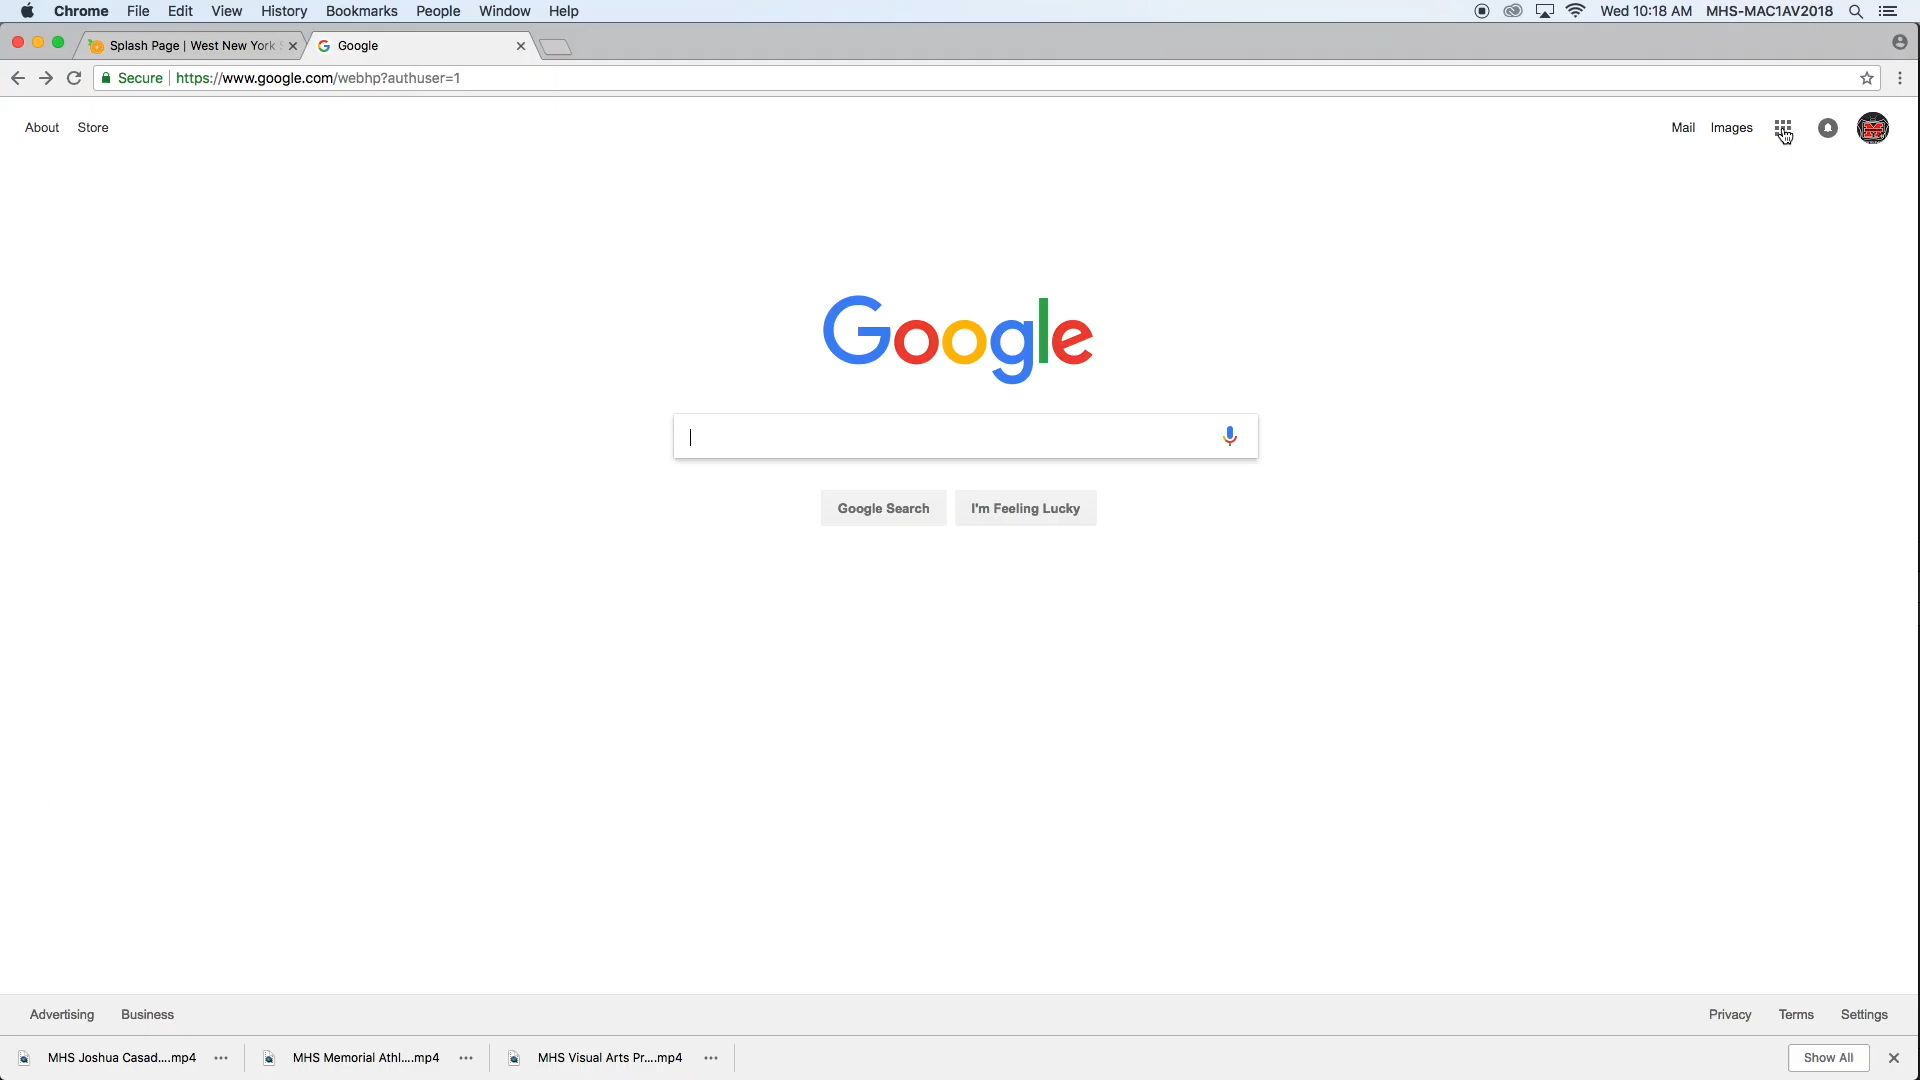 Chrome File Edit View History Bookmarks People Window Help Wed 10:18 AM MHS-MAC1AV2018
Splash Page | West New York Google
Secure https://www.google.com/webhp?authuser=1
About Store Mail Images
Google
Google Search I'm Feeling Lucky
Advertising Business Privacy Terms Settings
MHS Joshua Casad....mp4 MHS Memorial Athl....mp4 MHS Visual Arts Pr....mp4 Show All